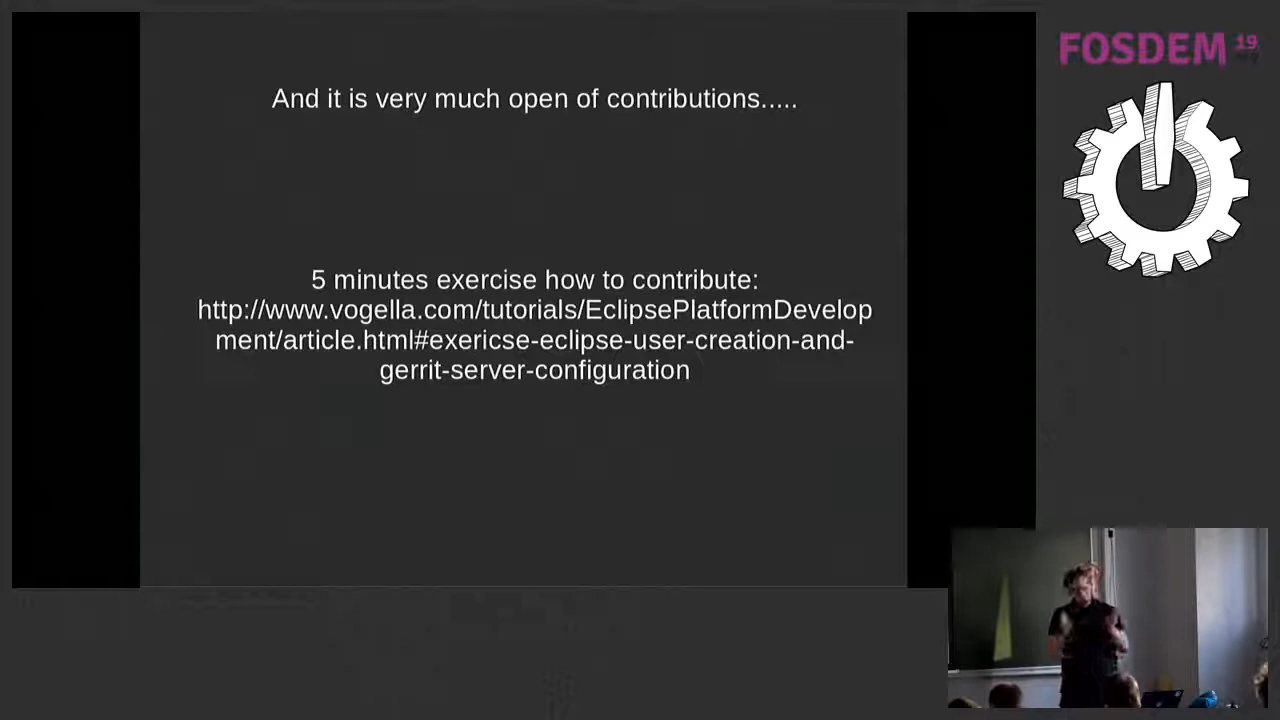 FOSDEM 19
And it is very much open of contributions.....
5 minutes exercise how to contribute:
http://www.vogella.com/tutorials/EclipsePlatformDevelop
ment/article.html#exericse-eclipse-user-creation-and-
gerrit-server-configuration